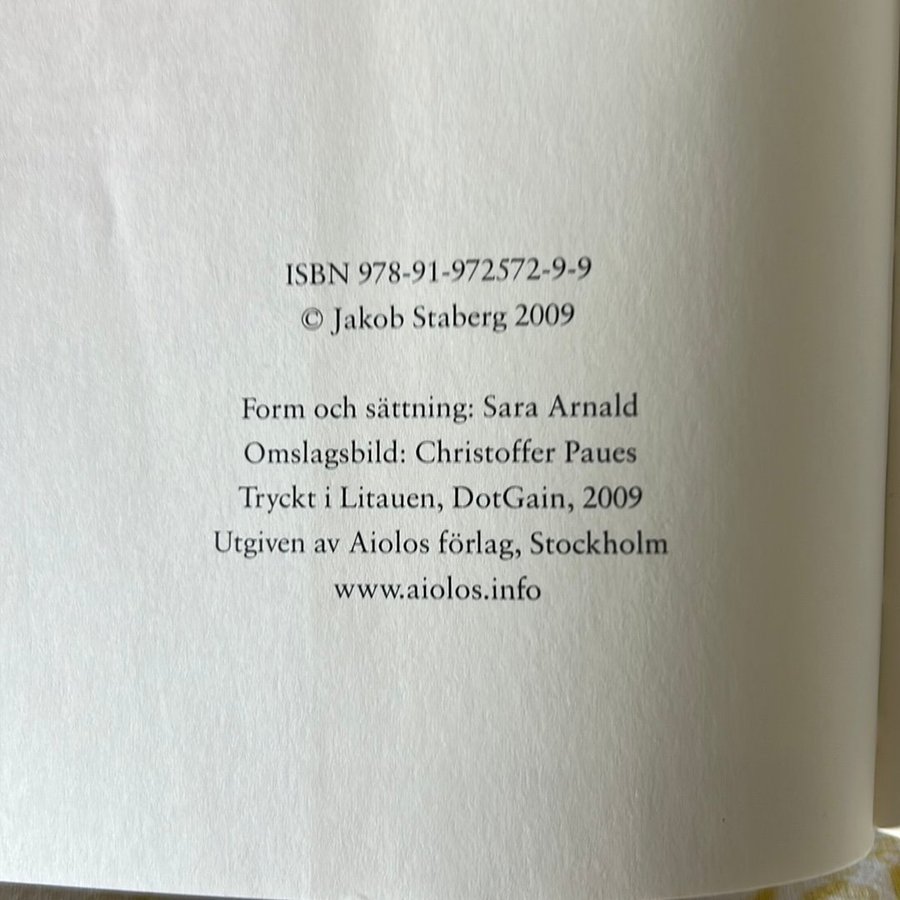 ISBN 978-91-972572-9-9
© Jakob Staberg 2009
Form och sättning: Sara Arnald
Omslagsbild: Christoffer Paues
Tryckt i Litauen, DotGain, 2009
Utgiven av Aiolos förlag, Stockholm
www.aiolos.info